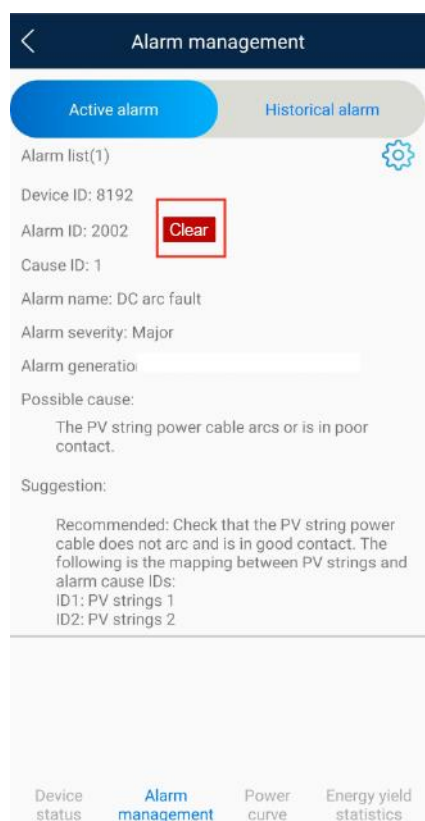 Alarm management
Active alarm Historical alarm
Alarm list(1)
Device ID: 8192
Alarm ID: 2002 Clear
Cause ID: 1
Alarm name: DC arc fault
Alarm severity: Major
Alarm generatio
Possible cause:
The PV string power cable arcs or is in poor
contact.
Suggestion:
Recommended: Check that the PV string power
cable does not arc and is in good contact. The
following is the mapping between PV strings and
alarm cause IDs:
ID1: PV strings 1
ID2: PV strings 2
Device Alarm Power Energy yield
status management curve statistics